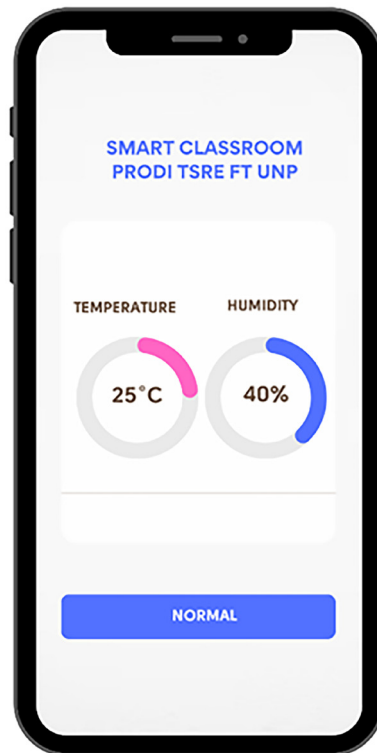 SMART CLASSROOM
PRODI TSRE FT UNP
TEMPERATURE
HUMIDITY
25°C
40%
NORMAL